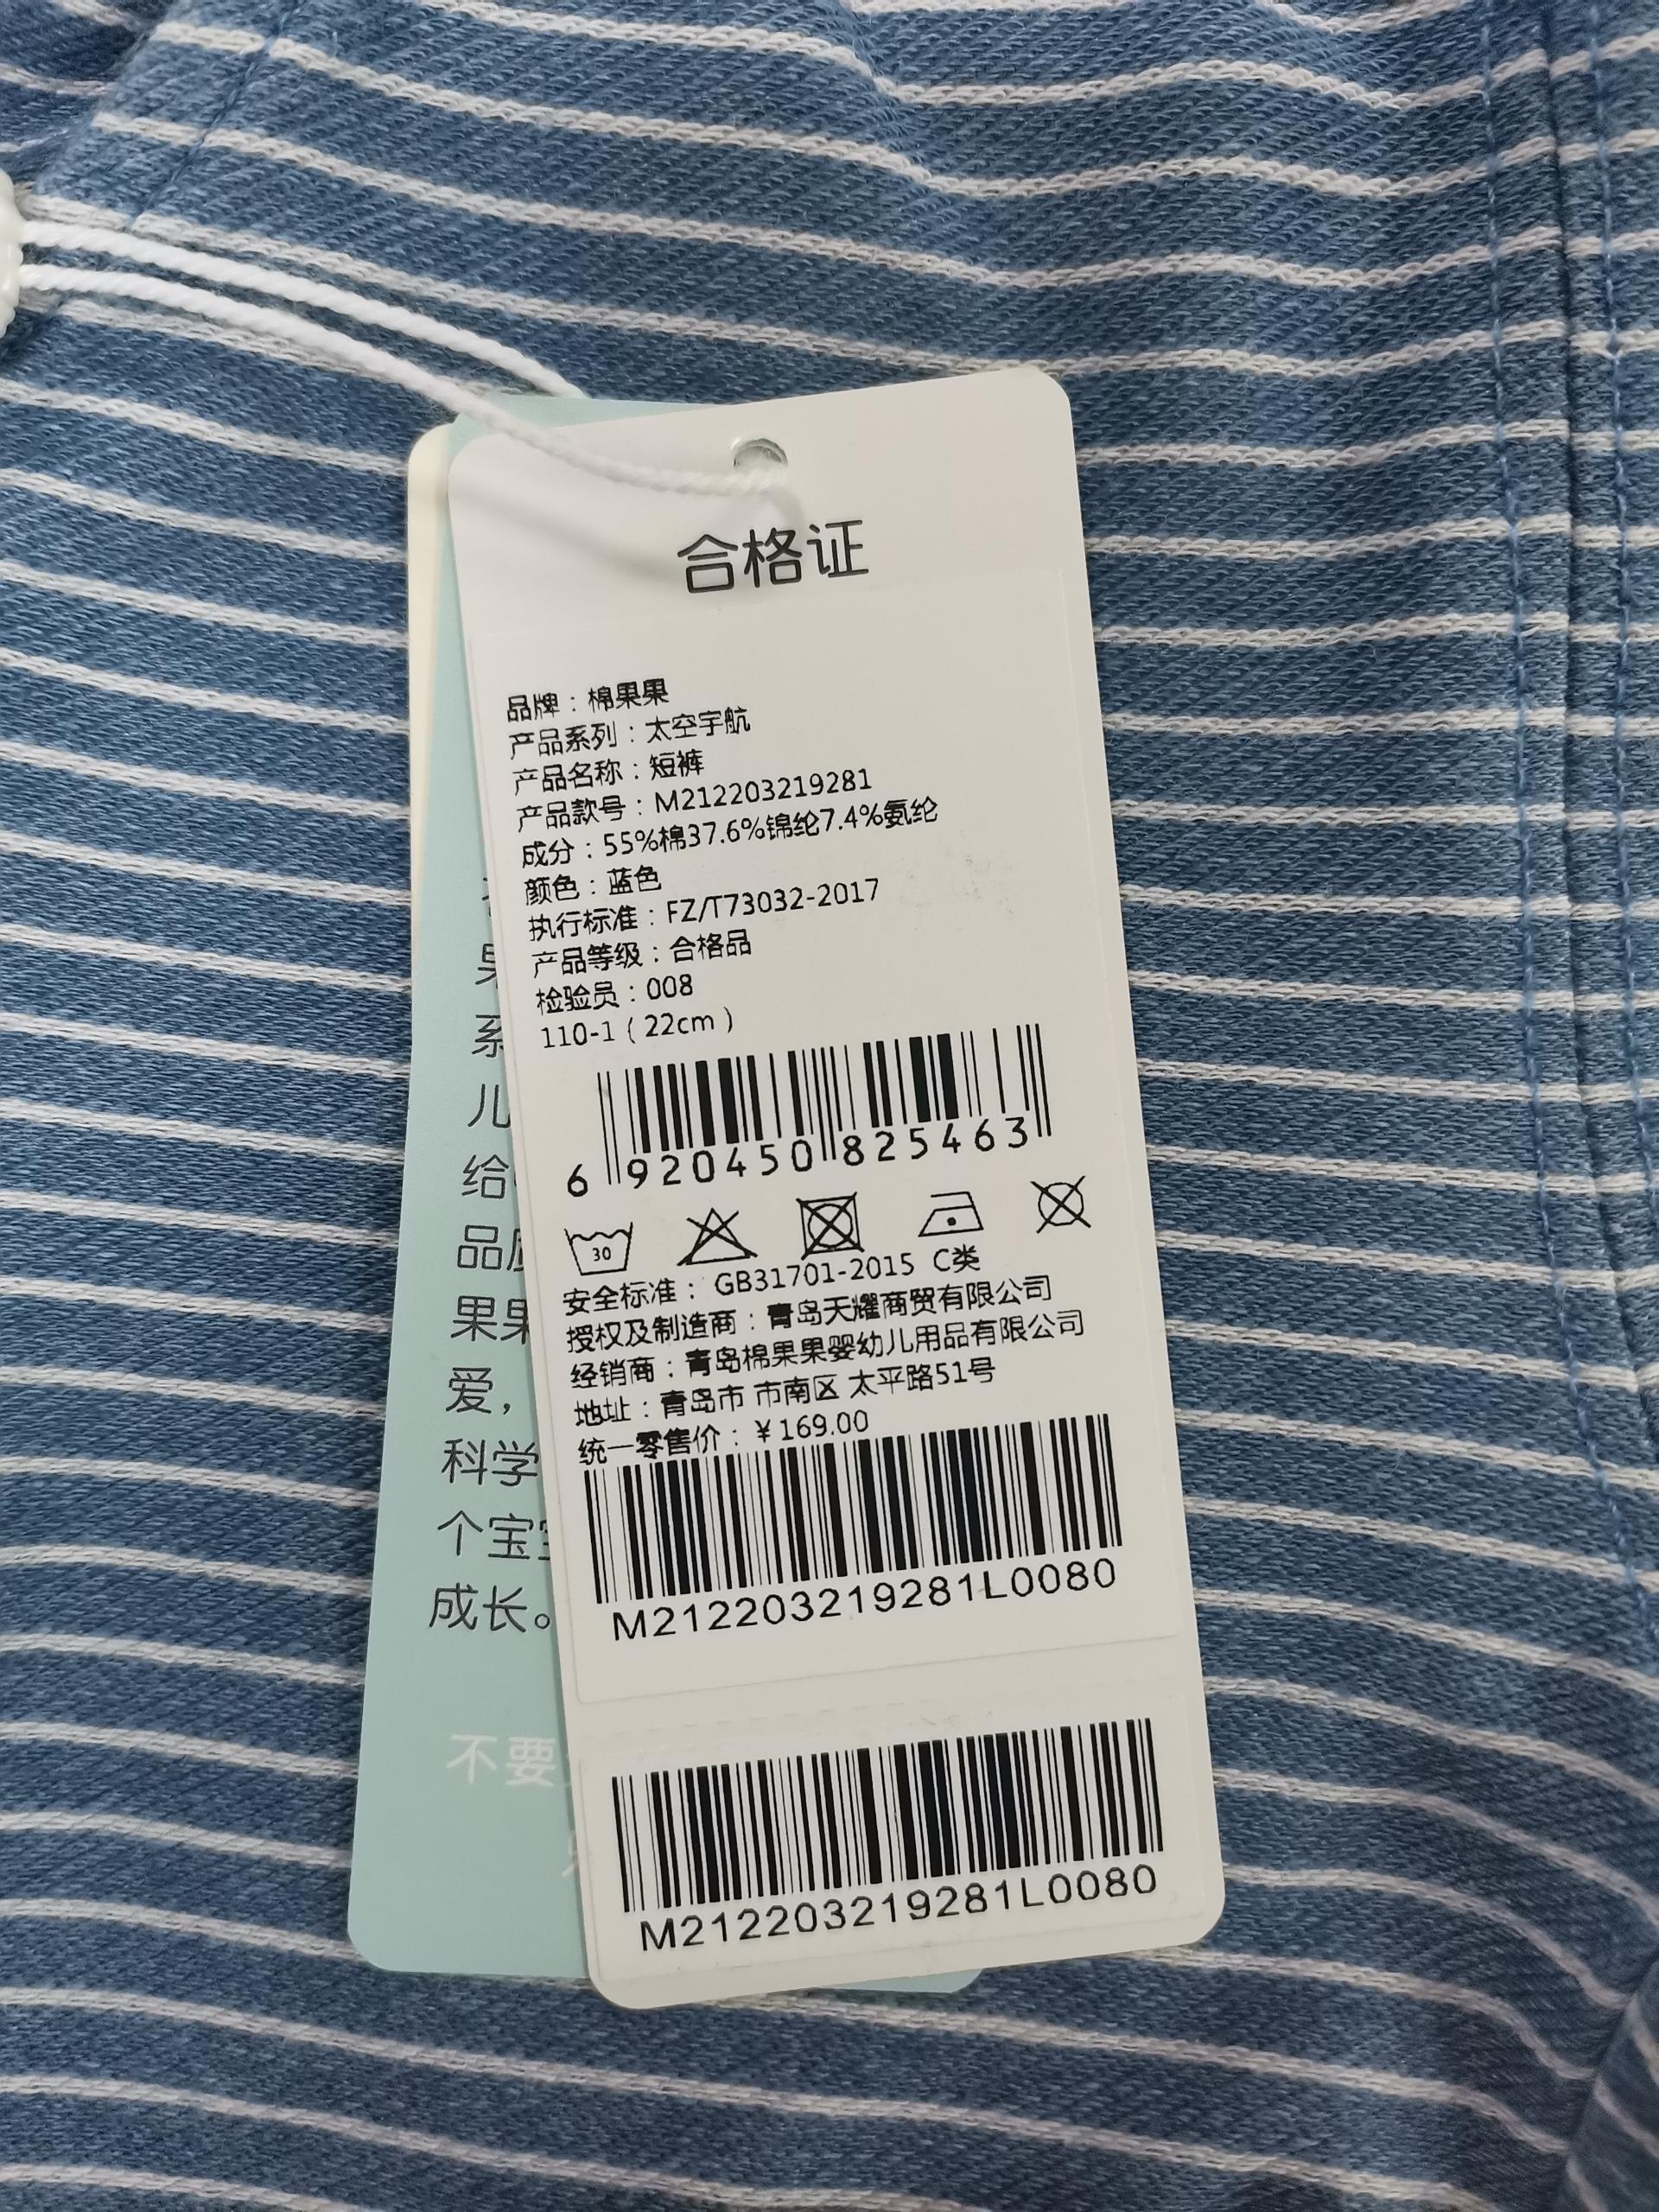 合格证
品牌：棉果果
产品系列：太空宇航
产品名称：短裤
产品款号：M212203219281
成分：55%棉37.6%锦纶7.4%氨纶
颜色：蓝色
执行标准：FZ/T73032-2017
产品等级：合格品
检验员：008
110-1（22cm）
6 920450 825463
30
安全标准： GB31701-2015 C类
授权及制造商：青岛天耀商贸有限公司
经销商：青岛棉果果婴幼儿用品有限公司
地址：青岛市 市南区 太平路51号
统一零售价：￥169.00
M212203219281L0080
M212203219281L0080
系
儿
给
品
果果
爱，
科学
个宝
成长。
不要